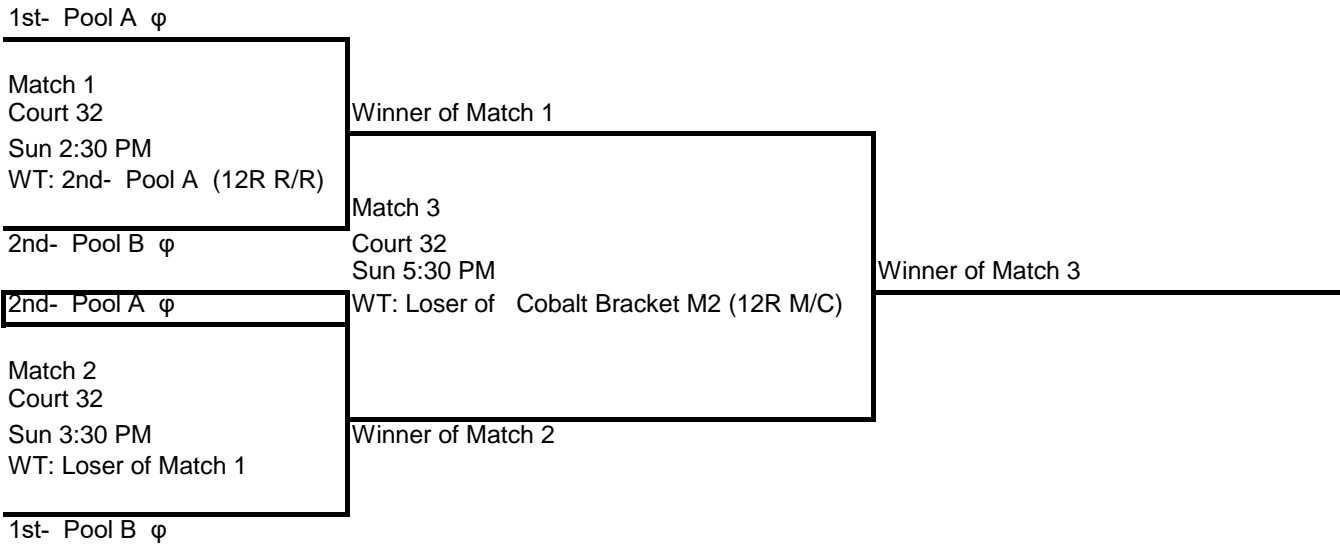 1st- Pool A φ
Match 1
Court 32
Sun 2:30 PM
WT: 2nd- Pool A (12R R/R)
2nd- Pool B φ
Winner of Match 1
2nd- Pool A φ
Match 2
Court 32
Sun 3:30 PM
WT: Loser of Match 1
1st- Pool B φ
Winner of Match 2
Match 3
Court 32
Sun 5:30 PM
WT: Loser of Cobalt Bracket M2 (12R M/C)
Winner of Match 3